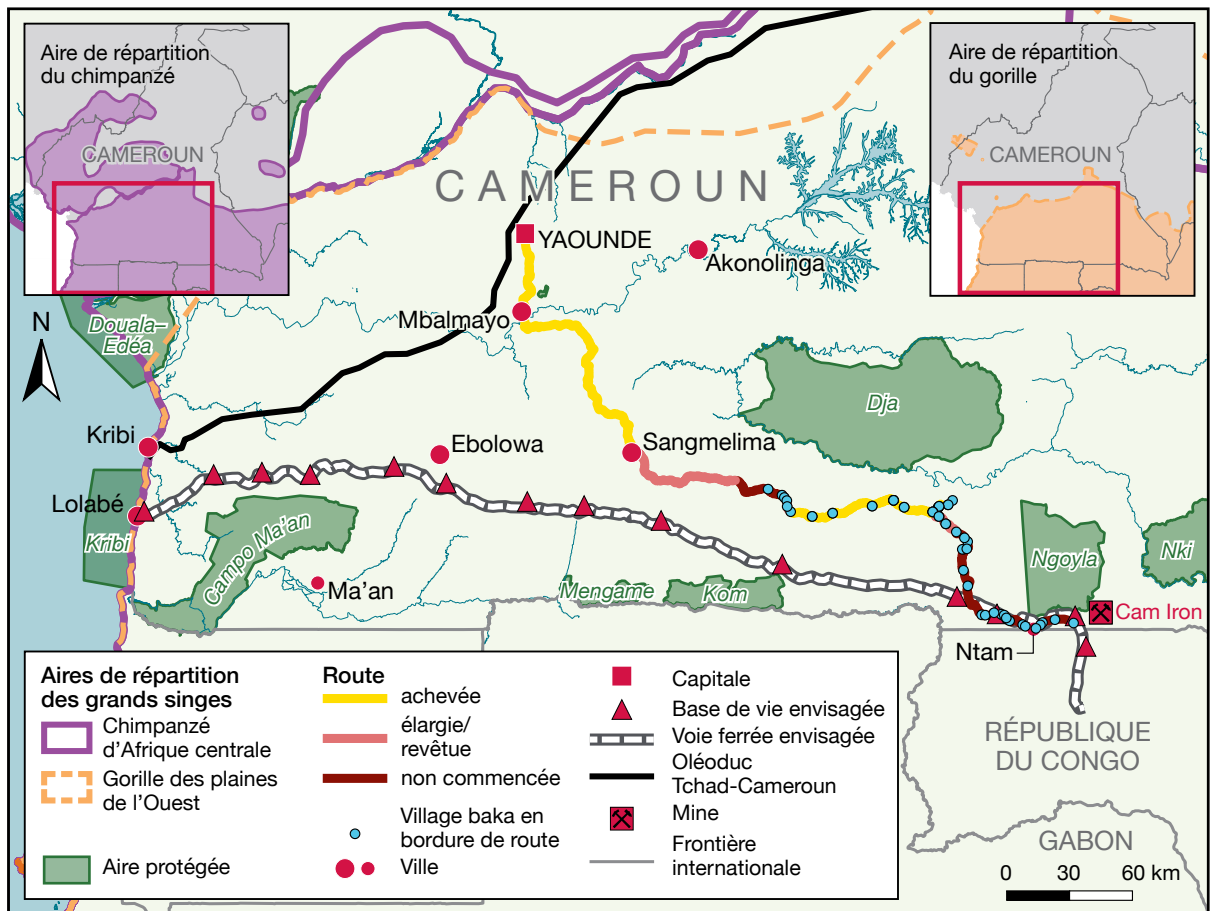 Aire de répartition
du chimpanzé
CAMEROUN
Aire de répartition
du gorille
CAMEROUN
CAMEROUN
YAOUNDE
Akonolinga
Mbalmayo
N
Douala–
Edéa
Dja
Kribi
Ebolowa
Sangmelima
Lolabé
Kribi
Campo Ma'an
Ma'an
Mengame
Kom
Ngoyla
Nki
Cam Iron
Ntam
RÉPUBLIQUE
DU CONGO
GABON
0 30 60 km
Aires de répartition
des grands singes
Chimpanzé
d'Afrique centrale
Gorille des plaines
de l'Ouest
Aire protégée
Route
achevée
élargie/
revêtue
non commencée
Village baka en
bordure de route
Ville
Capitale
Base de vie envisagée
Voie ferrée envisagée
Oléoduc
Tchad-Cameroun
Mine
Frontière
internationale